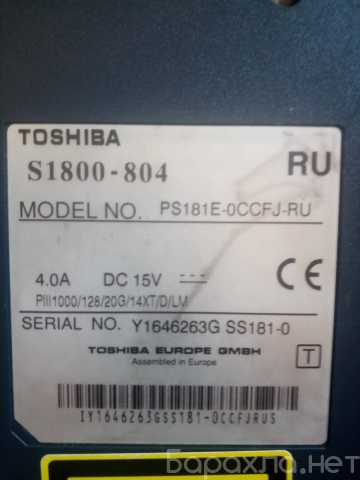 TOSHIBA
S1800-804 RU
MODEL NO. PS181E-0CCFJ-RU
4.0A DC 15V
PIII1000/128/20G/14XT/D/LM
CE
SERIAL NO. Y1646263G SS181-0
TOSHIBA EUROPE GMBH
Assembled in Europe
T
IY1646263GSS181-0CCFJRUS
Барахла.нет